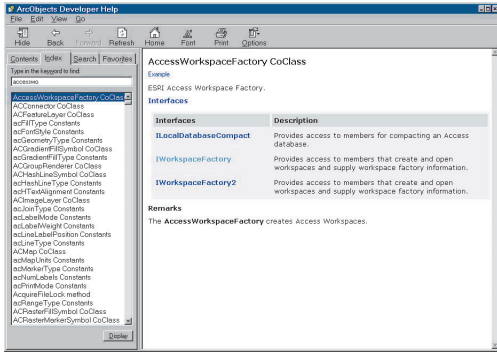 ArcObjects Developer Help
File Edit View Go
Hide Back Forward Refresh Home Font Print Options
Contents Index Search Favorites
Type in the keyword to find:
accesswo
AccessWorkspaceFactory CoClas
ACConnector CoClass
ACFeatureLayer CoClass
acFillType Constants
acFontStyle Constants
acGeometryType Constants
ACGradientFillSymbol CoClass
acGradientFillType Constants
ACGroupRenderer CoClass
ACHashLineSymbol CoClass
acHashLineType Constants
acHTextAlignment Constants
ACImageLayer CoClass
acJoinType Constants
acLabelMode Constants
acLabelWeight Constants
acLineLabelPosition Constants
acLineType Constants
ACMap CoClass
acMapUnits Constants
acMarkerType Constants
acNumLabels Constants
acPrintMode Constants
AcquireFileLock method
acRangeType Constants
ACRasterFillSymbol CoClass
ACRasterMarkerSymbol CoClass
Display
AccessWorkspaceFactory CoClass
Example
ESRI Access Workspace Factory.
Interfaces
Interfaces Description
ILocalDatabaseCompact Provides access to members for compacting an Access
database.
IWorkspaceFactory Provides access to members that create and open
workspaces and supply workspace factory information.
IWorkspaceFactory2 Provides access to members that create and open
workspaces and supply workspace factory information.
Remarks
The AccessWorkspaceFactory creates Access Workspaces.